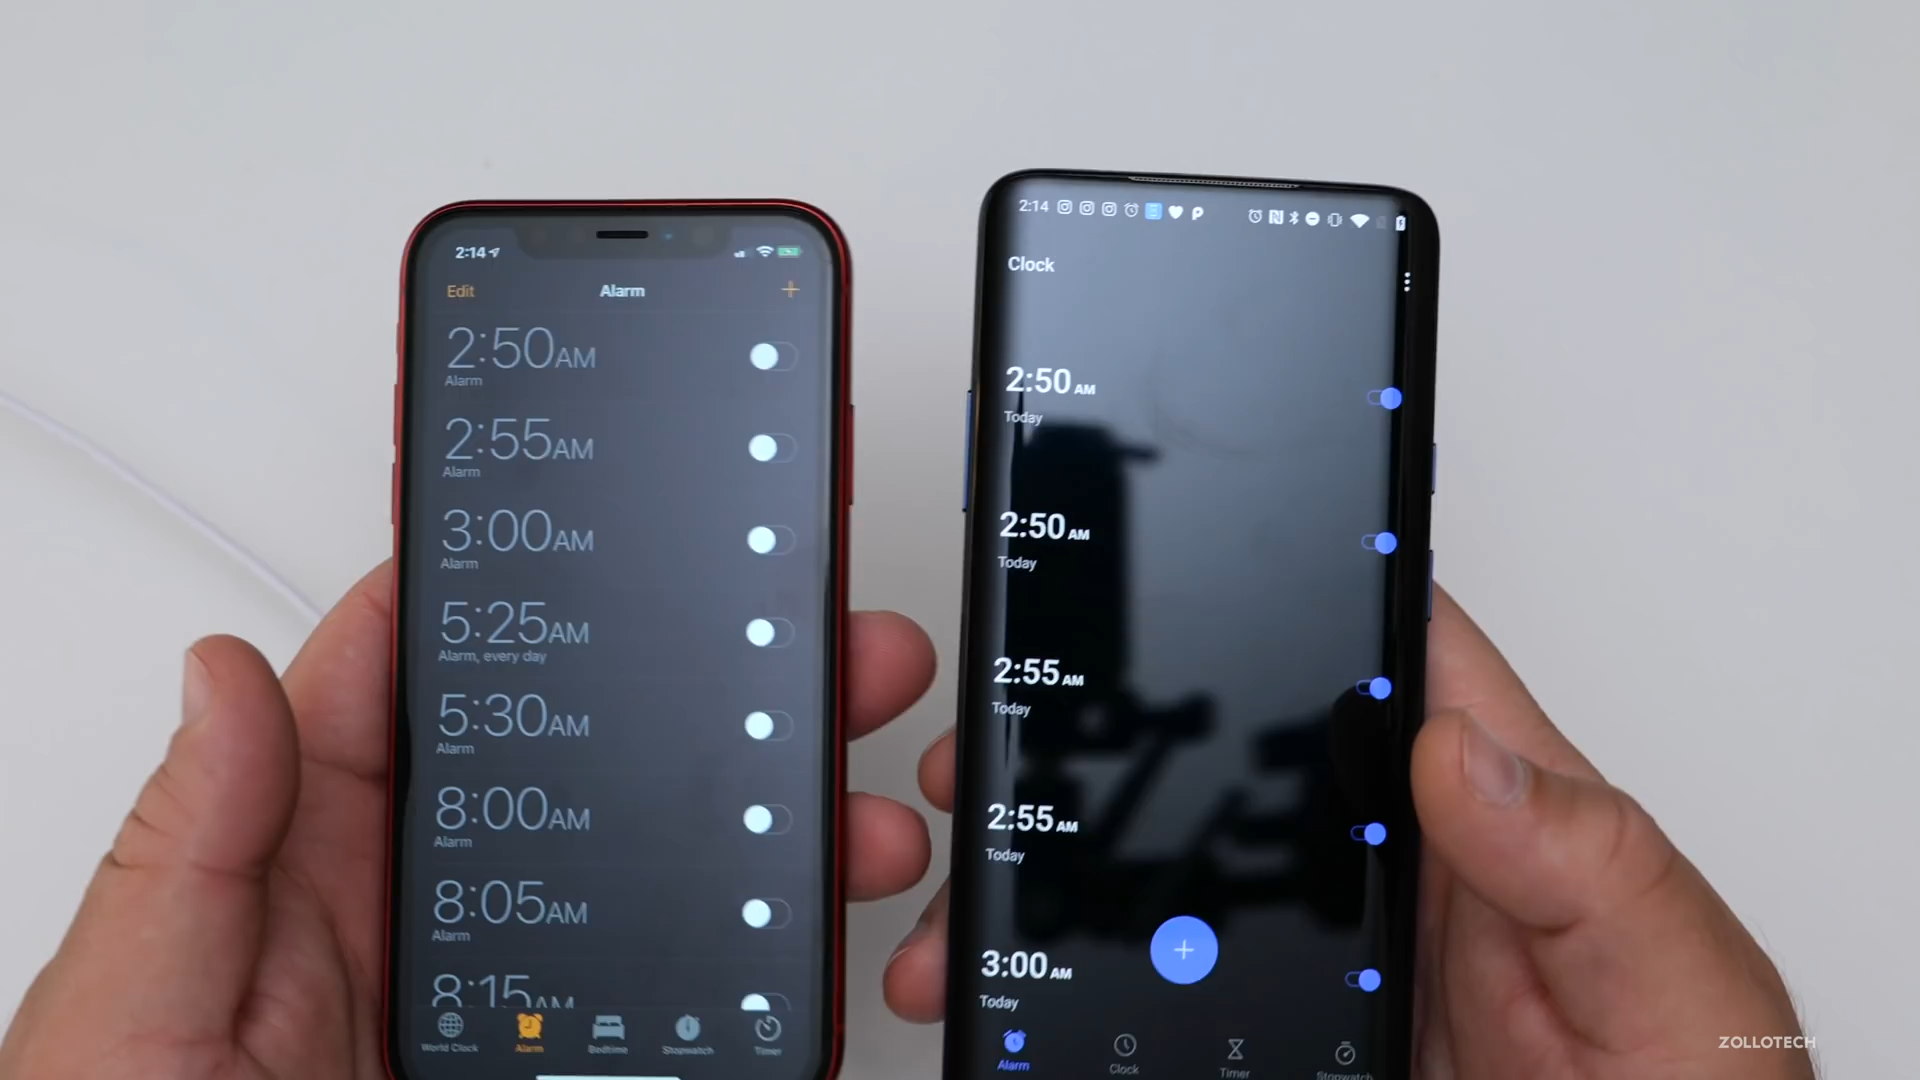 2:14
Edit
Alarm
+
2:50AM
Alarm
2:55AM
Alarm
3:00AM
Alarm
5:25AM
Alarm, every day
5:30AM
Alarm
8:00AM
Alarm
8:05AM
Alarm
8:15AM
World Clock
Alarm
Bedtime
Stopwatch
Timer
2:14
Clock
2:50 AM
Today
2:50 AM
Today
2:55 AM
Today
2:55 AM
Today
3:00 AM
Today
+
Alarm
Clock
Timer
Stopwatch
ZOLLOTECH